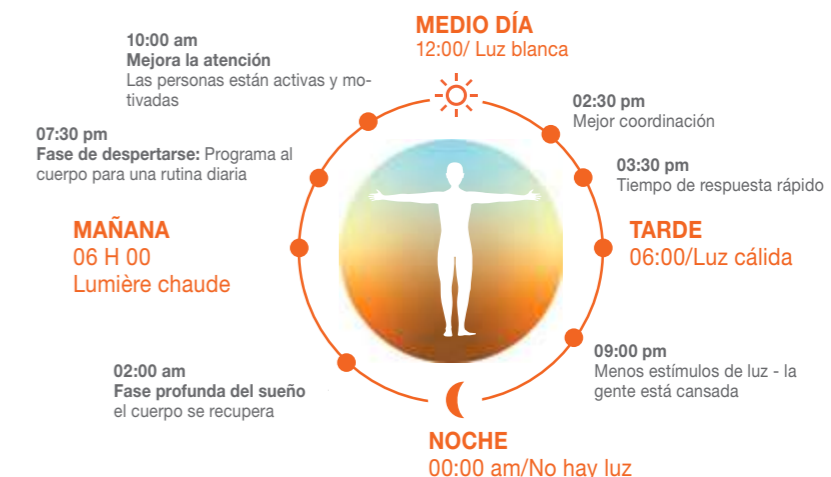 MEDIO DÍA
12:00/ Luz blanca
10:00 am
Mejora la atención
Las personas están activas y mo-
tivadas
02:30 pm
Mejor coordinación
07:30 pm
Fase de despertarse: Programa al
cuerpo para una rutina diaria
03:30 pm
Tiempo de respuesta rápido
MAÑANA
06 H 00
Lumière chaude
TARDE
06:00/Luz cálida
02:00 am
Fase profunda del sueño
el cuerpo se recupera
09:00 pm
Menos estímulos de luz - la
gente está cansada
NOCHE
00:00 am/No hay luz